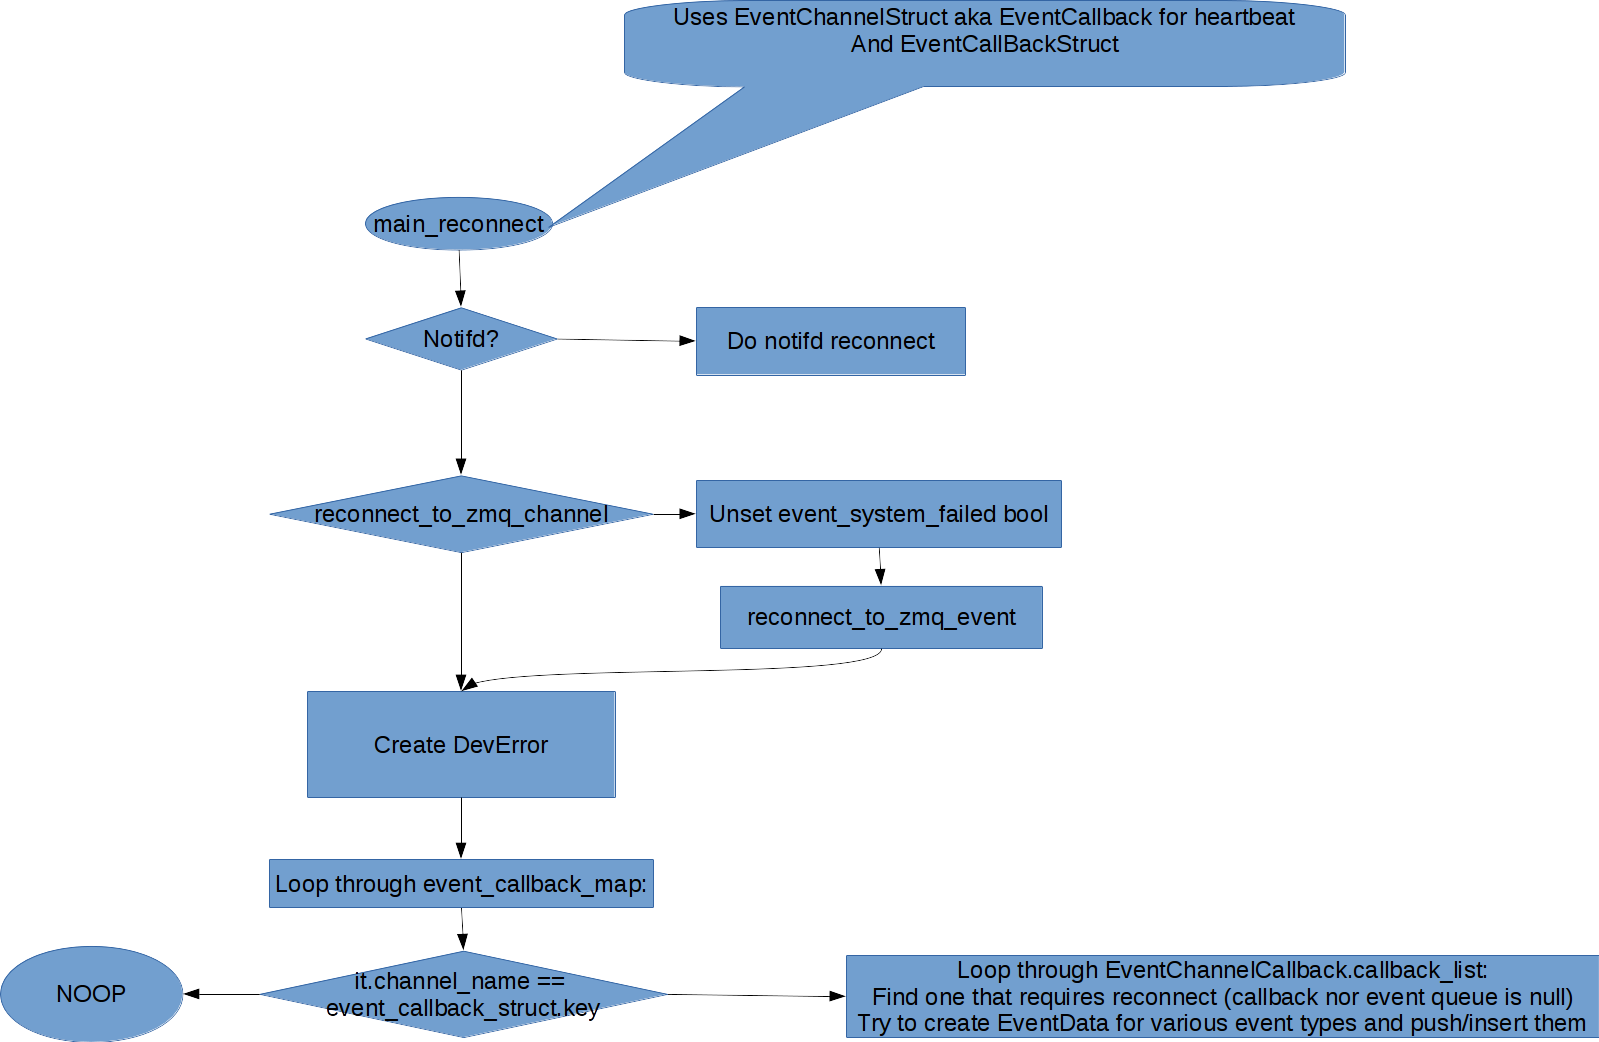 Uses EventChannelStruct aka EventCallback for heartbeat
And EventCallBackStruct
main_reconnect
Notifd?
Do notifd reconnect
reconnect_to_zmq_channel
Unset event_system_failed bool
reconnect_to_zmq_event
Create DevError
Loop through event_callback_map:
NOOP
it.channel_name ==
event_callback_struct.key
Loop through EventChannelCallback.callback_list:
Find one that requires reconnect (callback nor event queue is null)
Try to create EventData for various event types and push/insert them